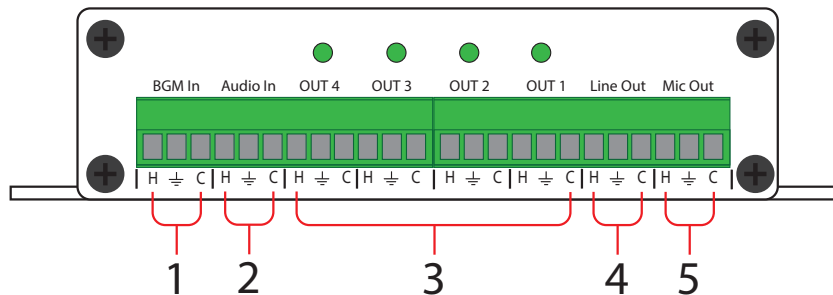 BGM In Audio In OUT 4 OUT 3 OUT 2 OUT 1 Line Out Mic Out
H ⏚ C H ⏚ C H ⏚ C H ⏚ C H ⏚ C H ⏚ C H ⏚ C H ⏚ C
1 2 3 4 5